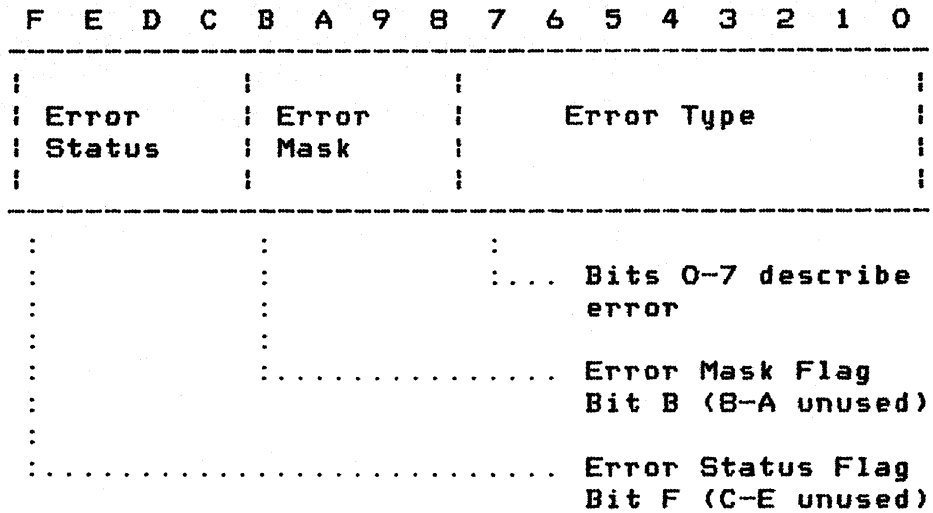 F E D C B A 9 8 7 6 5 4 3 2 1 0
Error Error Error Type
Status Mask
Bits 0-7 describe
error
Error Mask Flag
Bit B (8-A unused)
Error Status Flag
Bit F (C-E unused)